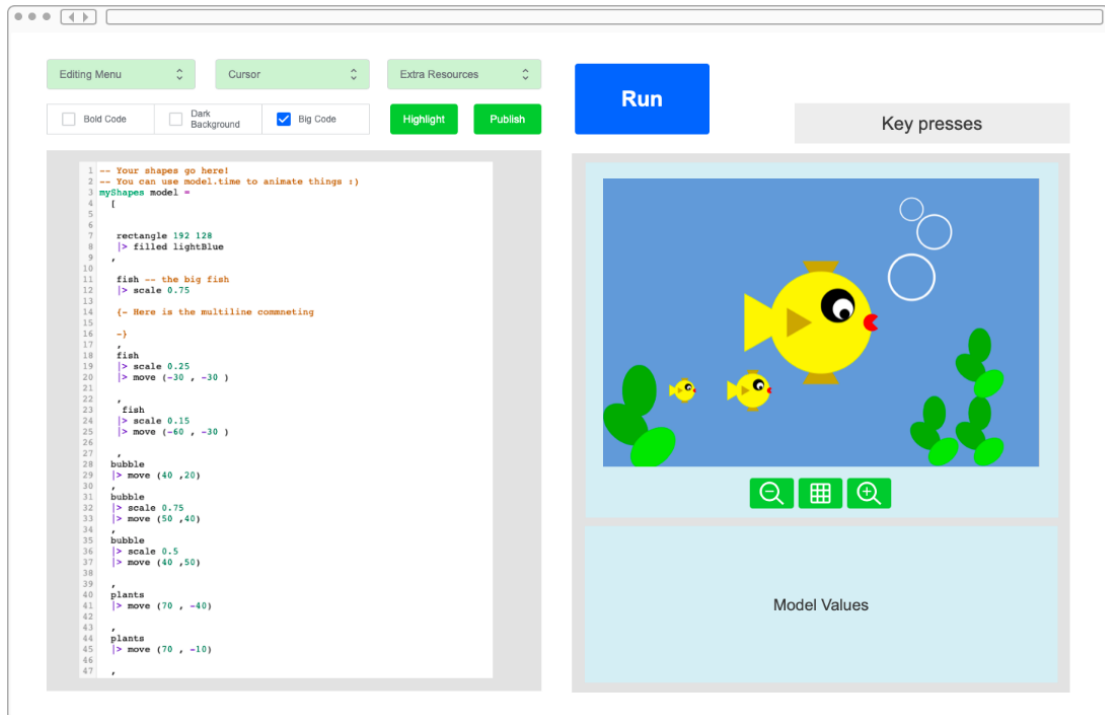 Editing Menu
Cursor
Extra Resources
Run
Bold Code
Dark
Background
Big Code
Highlight
Publish
Key presses
1 -- Your shapes go here!
2 -- You can use model.time to animate things :)
3 myShapes model =
4 [
5
6
7 rectangle 192 128
8 |> filled lightBlue
9 ,
10
11 fish -- the big fish
12 |> scale 0.75
13
14 {- Here is the multiline commneting
15
16 -}
17 ,
18 fish
19 |> scale 0.25
20 |> move (-30 , -30 )
21
22 ,
23 fish
24 |> scale 0.15
25 |> move (-60 , -30 )
26
27 ,
28 bubble
29 |> move (40 ,20)
30 ,
31 bubble
32 |> scale 0.75
33 |> move (50 ,40)
34 ,
35 bubble
36 |> scale 0.5
37 |> move (40 ,50)
38
39 ,
40 plants
41 |> move (70 , -40)
42
43 ,
44 plants
45 |> move (70 , -10)
46
47 ,
Model Values